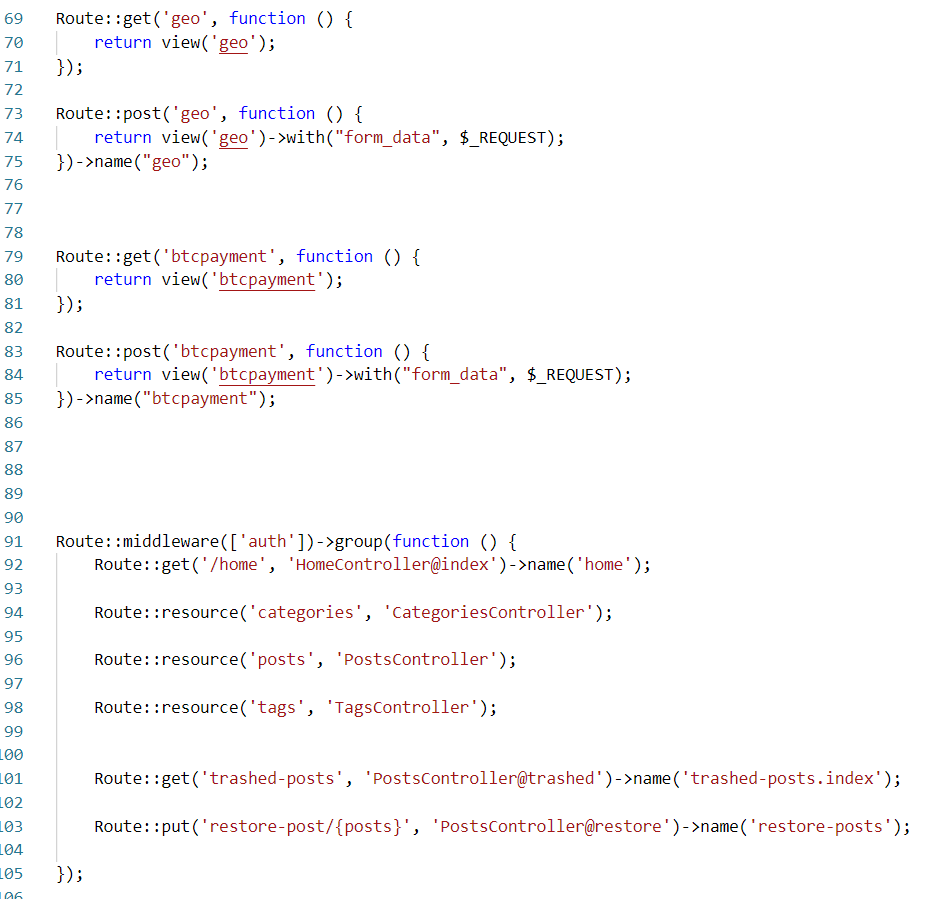 69 Route::get('geo', function () {
70 return view('geo');
71 });
72
73 Route::post('geo', function () {
74 return view('geo')->with("form_data", $_REQUEST);
75 })->name("geo");
76
77
78
79 Route::get('btcpayment', function () {
80 return view('btcpayment');
81 });
82
83 Route::post('btcpayment', function () {
84 return view('btcpayment')->with("form_data", $_REQUEST);
85 })->name("btcpayment");
86
87
88
89
90
91 Route::middleware(['auth'])->group(function () {
92 Route::get('/home', 'HomeController@index')->name('home');
93
94 Route::resource('categories', 'CategoriesController');
95
96 Route::resource('posts', 'PostsController');
97
98 Route::resource('tags', 'TagsController');
99
100
101 Route::get('trashed-posts', 'PostsController@trashed')->name('trashed-posts.index');
102
103 Route::put('restore-post/{posts}', 'PostsController@restore')->name('restore-posts');
104
105 });
106